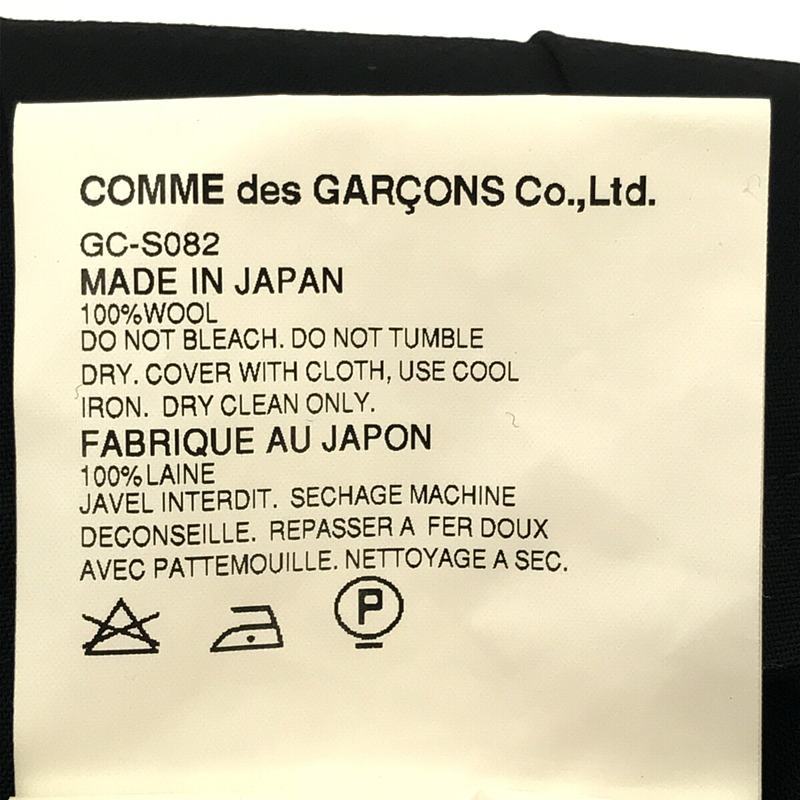 COMME des GARÇONS Co.,Ltd.
GC-S082
MADE IN JAPAN
100%WOOL
DO NOT BLEACH. DO NOT TUMBLE
DRY. COVER WITH CLOTH, USE COOL
IRON. DRY CLEAN ONLY.
FABRIQUE AU JAPON
100%LAINE
JAVEL INTERDIT. SECHAGE MACHINE
DECONSEILLE. REPASSER A FER DOUX
AVEC PATTEMOUILLE. NETTOYAGE A SEC.
P